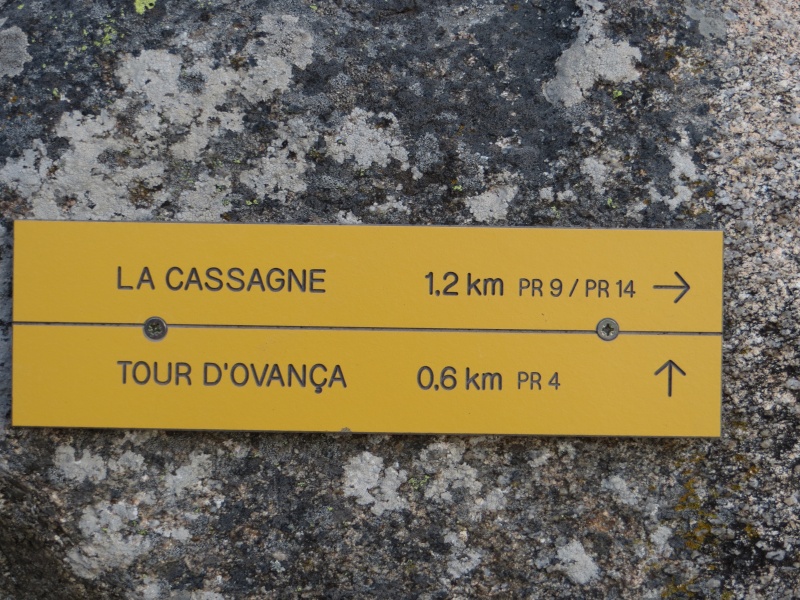 LA CASSAGNE 1,2 km PR 9 / PR 14 →
TOUR D'OVANÇA 0,6 km PR 4 ↑